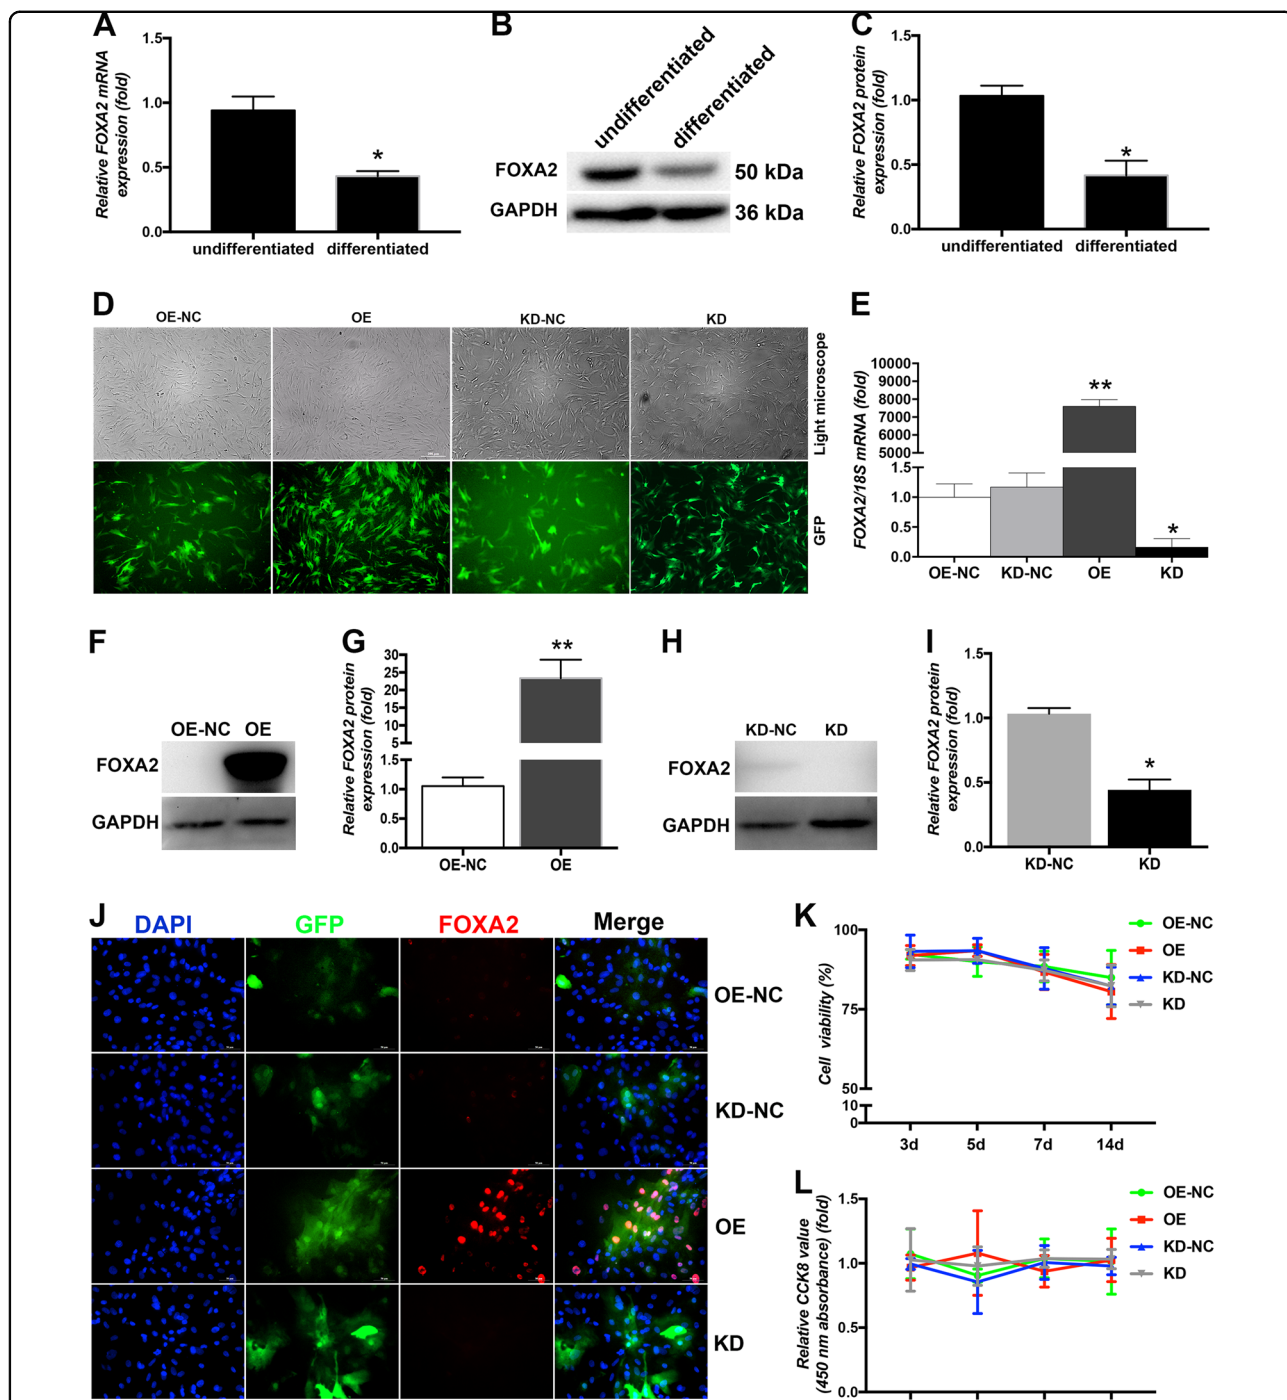 A
Relative FOXA2 mRNA
expression (fold)
1.5
1.0
0.5
0.0
*
undifferentiated
differentiated
B
undifferentiated
differentiated
FOXA2
50 kDa
GAPDH
36 kDa
C
Relative FOXA2 protein
expression (fold)
1.5
1.0
0.5
0.0
*
undifferentiated
differentiated
D
OE-NC
OE
KD-NC
KD
Light microscope
GFP
E
FOXA2/18S mRNA (fold)
10000
9000
8000
7000
6000
5000
1.5
1.0
0.5
0.0
**
*
OE-NC
KD-NC
OE
KD
F
OE-NC
OE
FOXA2
GAPDH
G
Relative FOXA2 protein
expression (fold)
30
25
20
15
10
5
1.5
1.0
0.5
0.0
**
OE-NC
OE
H
KD-NC
KD
FOXA2
GAPDH
I
Relative FOXA2 protein
expression (fold)
1.5
1.0
0.5
0.0
*
KD-NC
KD
J
DAPI
GFP
FOXA2
Merge
OE-NC
KD-NC
OE
KD
K
Cell viability (%)
100
75
50
10
0
3d
5d
7d
14d
OE-NC
OE
KD-NC
KD
L
Relative CCK8 value
(450 nm absorbance) (fold)
1.5
1.0
0.5
0.0
OE-NC
OE
KD-NC
KD